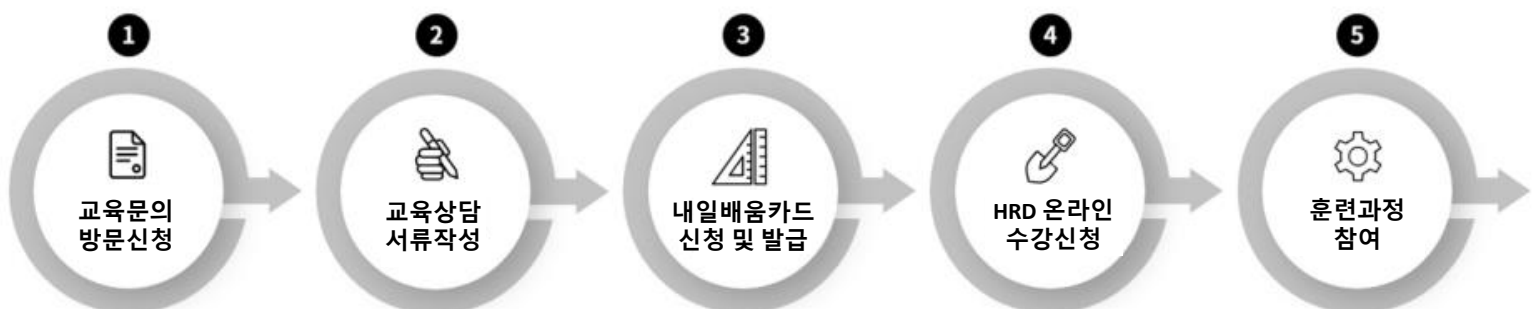 1
교육문의
방문신청
2
교육상담
서류작성
3
내일배움카드
신청 및 발급
4
HRD 온라인
수강신청
5
훈련과정
참여